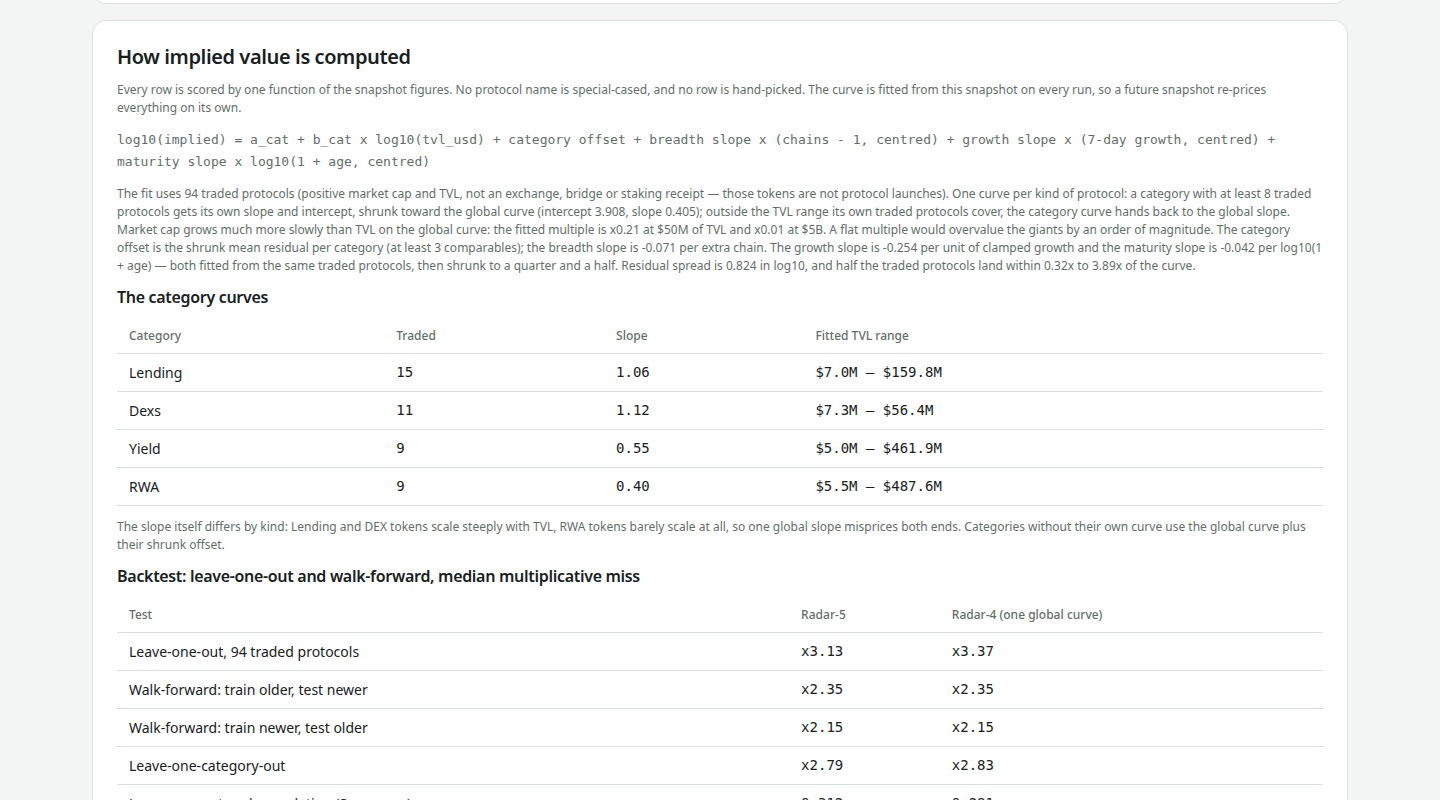 How implied value is computed
Every row is scored by one function of the snapshot figures. No protocol name is special-cased, and no row is hand-picked. The curve is fitted from this snapshot on every run, so a future snapshot re-prices
everything on its own.
log10(implied) = a_cat + b_cat x log10(tvl_usd) + category offset + breadth slope x (chains - 1, centred) + growth slope x (7-day growth, centred) +
maturity slope x log10(1 + age, centred)
The fit uses 94 traded protocols (positive market cap and TVL, not an exchange, bridge or staking receipt — those tokens are not protocol launches). One curve per kind of protocol: a category with at least 8 traded
protocols gets its own slope and intercept, shrunk toward the global curve (intercept 3.908, slope 0.405); outside the TVL range its own traded protocols cover, the category curve hands back to the global slope.
Market cap grows much more slowly than TVL on the global curve: the fitted multiple is x0.21 at $50M of TVL and x0.01 at $5B. A flat multiple would overvalue the giants by an order of magnitude. The category
offset is the shrunk mean residual per category (at least 3 comparables); the breadth slope is -0.071 per extra chain. The growth slope is -0.254 per unit of clamped growth and the maturity slope is -0.042 per log10(1
+ age) — both fitted from the same traded protocols, then shrunk to a quarter and a half. Residual spread is 0.824 in log10, and half the traded protocols land within 0.32x to 3.89x of the curve.
The category curves
Category Traded Slope Fitted TVL range
Lending 15 1.06 $7.0M — $159.8M
Dexs 11 1.12 $7.3M — $56.4M
Yield 9 0.55 $5.0M — $461.9M
RWA 9 0.40 $5.5M — $487.6M
The slope itself differs by kind: Lending and DEX tokens scale steeply with TVL, RWA tokens barely scale at all, so one global slope misprices both ends. Categories without their own curve use the global curve plus
their shrunk offset.
Backtest: leave-one-out and walk-forward, median multiplicative miss
Test Radar-5 Radar-4 (one global curve)
Leave-one-out, 94 traded protocols x3.13 x3.37
Walk-forward: train older, test newer x2.35 x2.35
Walk-forward: train newer, test older x2.15 x2.15
Leave-one-category-out x2.79 x2.83